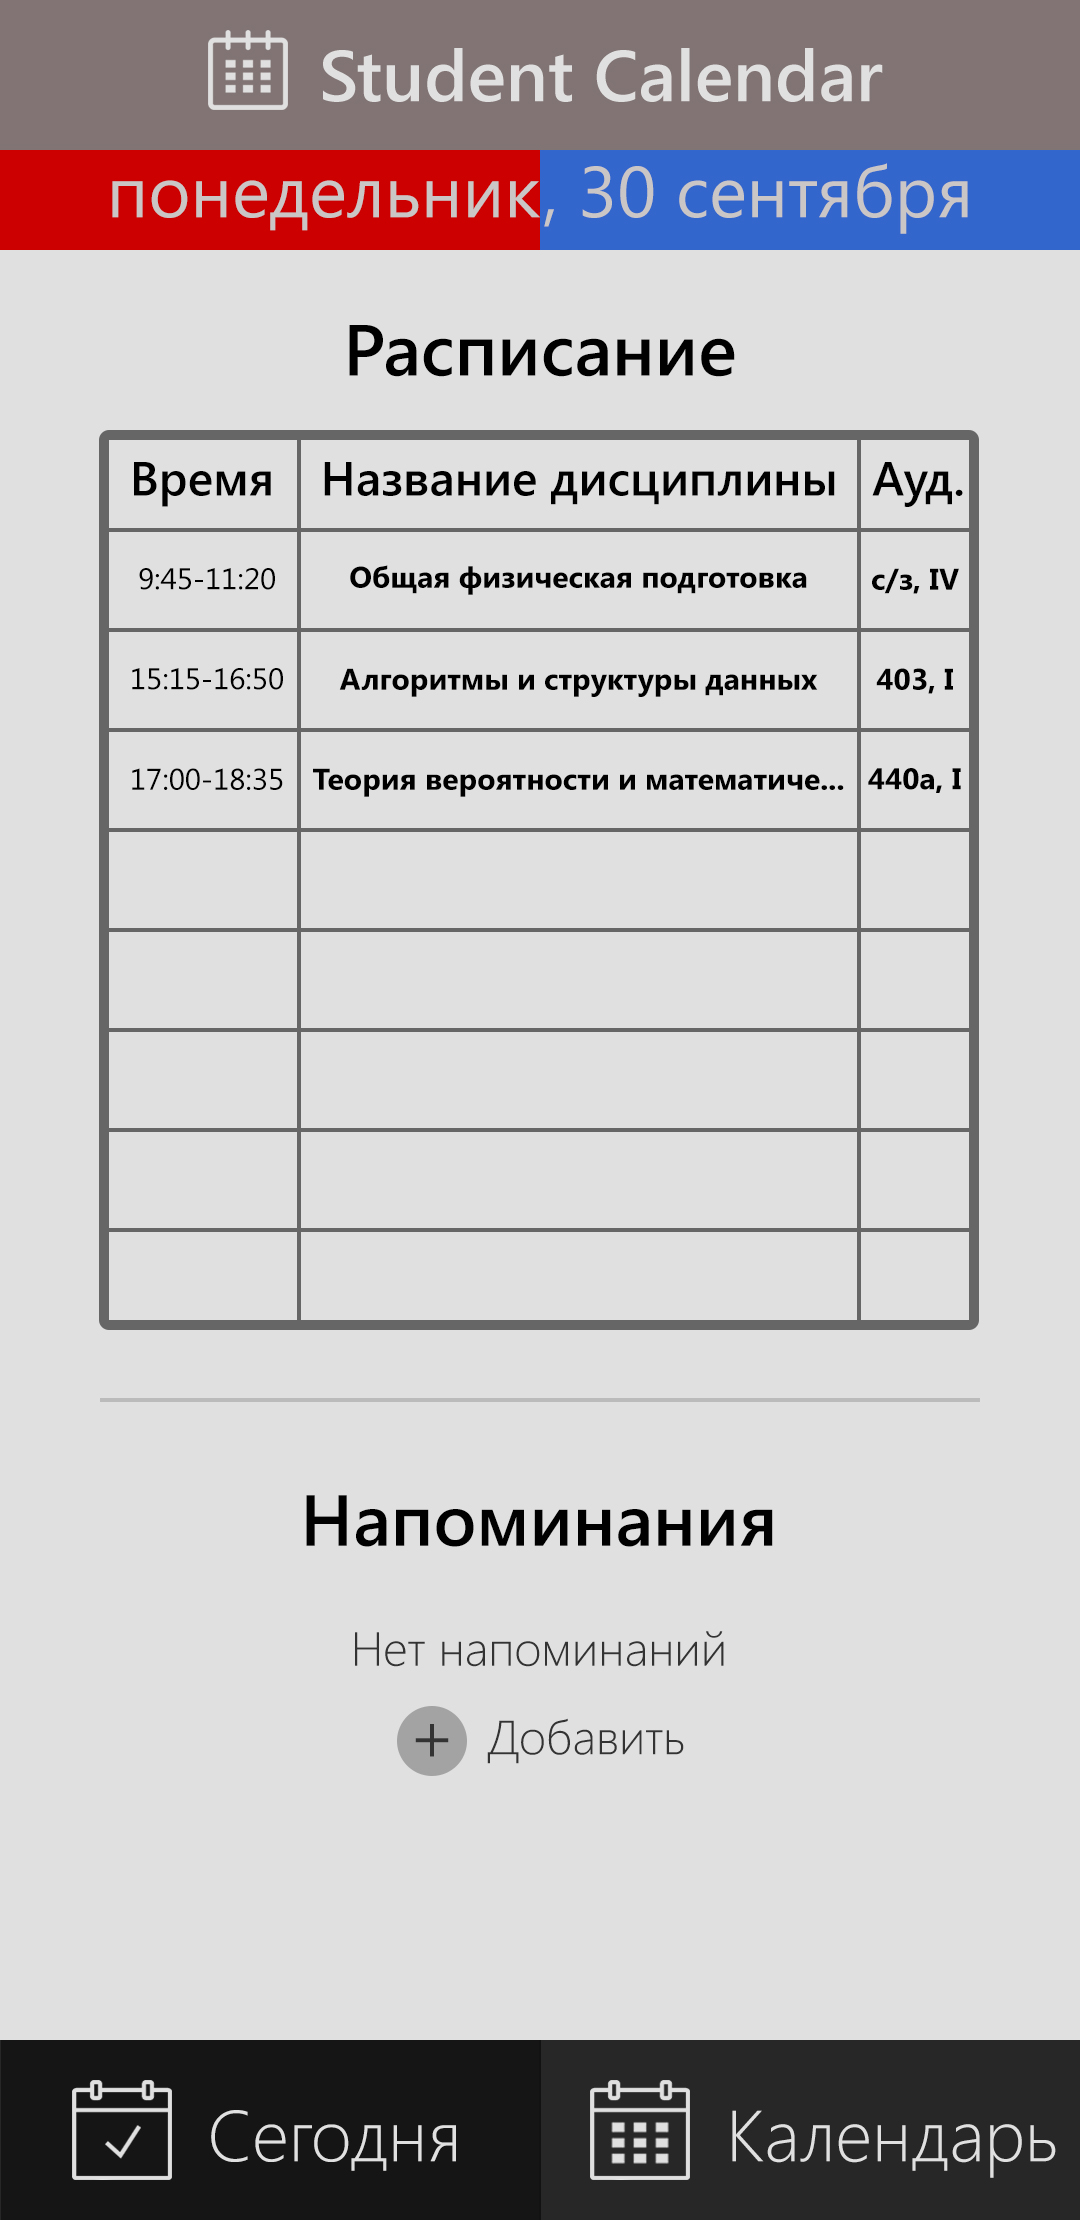 Student Calendar
понедельник, 30 сентября
Расписание
Время Название дисциплины Ауд.
9:45-11:20 Общая физическая подготовка с/з, IV
15:15-16:50 Алгоритмы и структуры данных 403, I
17:00-18:35 Теория вероятности и математиче... 440а, I
Напоминания
Нет напоминаний
+ Добавить
Сегодня Календарь